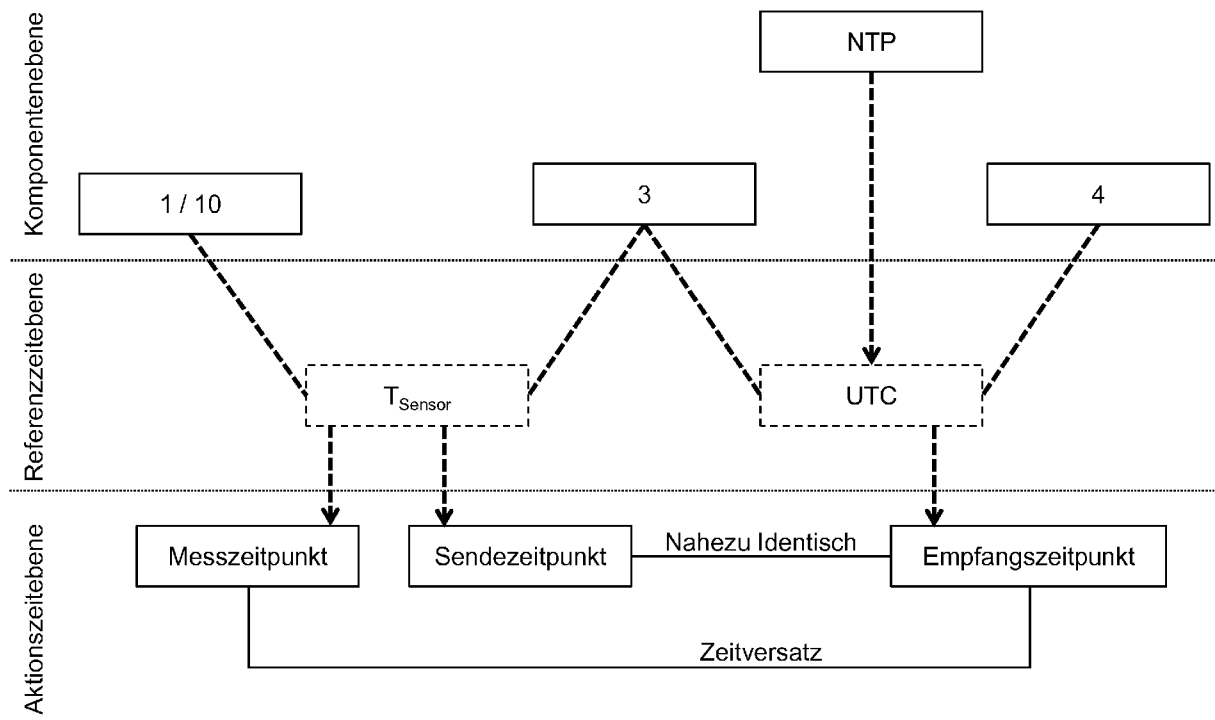 Komponentenebene
NTP
1 / 10
3
4
Referenzzeitebene
T_Sensor
UTC
Aktionszeitebene
Messzeitpunkt
Sendezeitpunkt
Nahezu Identisch
Empfangszeitpunkt
Zeitversatz